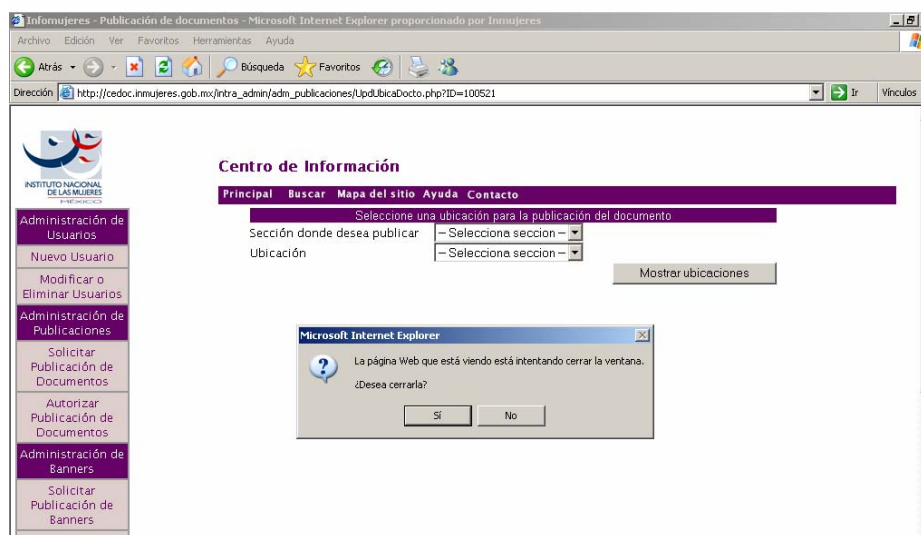 Infomujeres - Publicación de documentos - Microsoft Internet Explorer proporcionado por Inmujeres
Archivo Edición Ver Favoritos Herramientas Ayuda
Atrás Búsqueda Favoritos
Dirección http://cedoc.inmujeres.gob.mx/intra_admin/adm_publicaciones/UpdUbicaDocto.php?ID=100521 Ir Vínculos
INSTITUTO NACIONAL
DE LAS MUJERES
MÉXICO
Centro de Información
Principal Buscar Mapa del sitio Ayuda Contacto
Seleccione una ubicación para la publicación del documento
Sección donde desea publicar -- Selecciona seccion --
Ubicación -- Selecciona seccion --
Mostrar ubicaciones
Administración de
Usuarios
Nuevo Usuario
Modificar o
Eliminar Usuarios
Administración de
Publicaciones
Solicitar
Publicación de
Documentos
Autorizar
Publicación de
Documentos
Administración de
Banners
Solicitar
Publicación de
Banners
Microsoft Internet Explorer
La página Web que está viendo está intentando cerrar la ventana.
¿Desea cerrarla?
Sí No